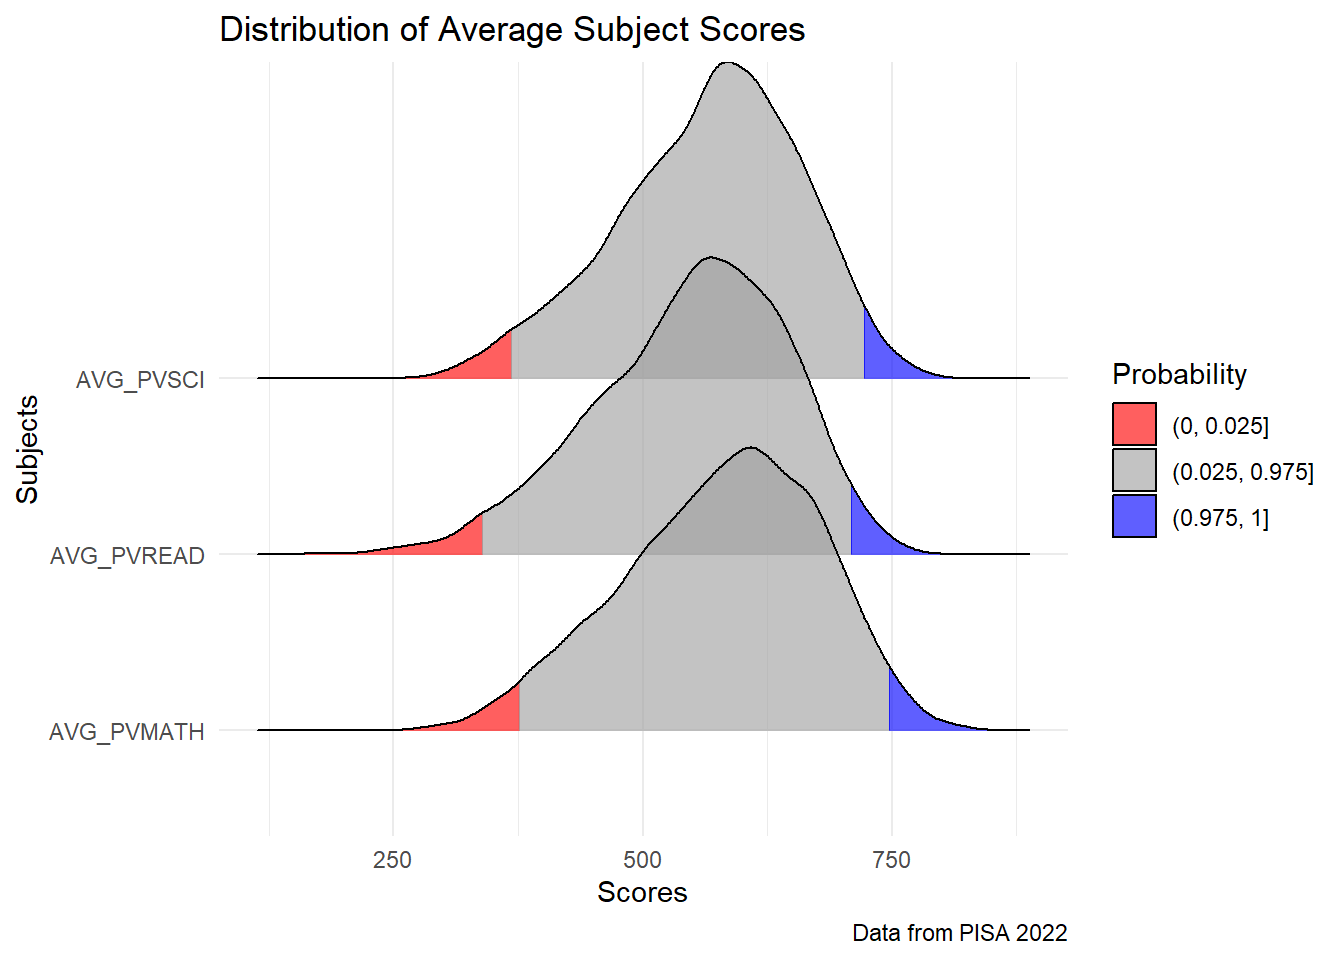 Distribution of Average Subject Scores
Subjects
AVG_PVSCI
AVG_PVREAD
AVG_PVMATH
250
500
750
Scores
Probability
(0, 0.025]
(0.025, 0.975]
(0.975, 1]
Data from PISA 2022